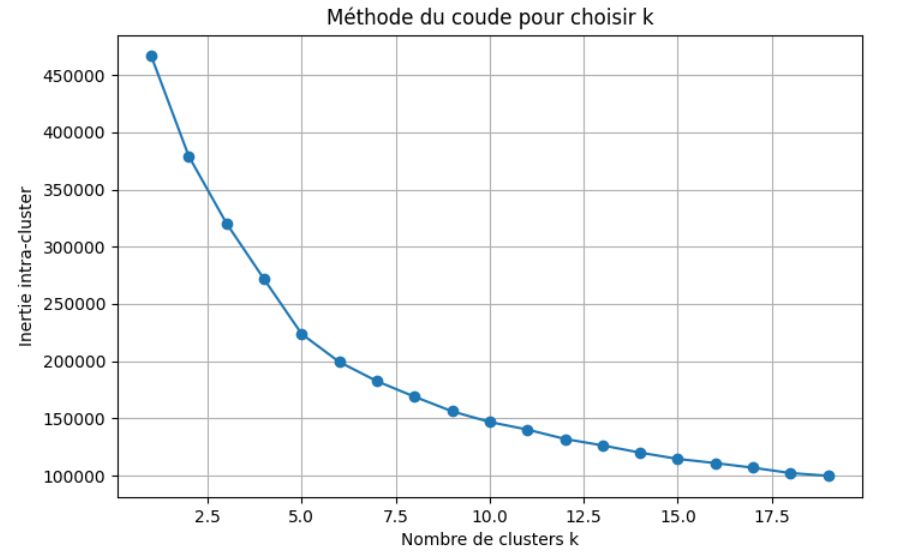 Méthode du coude pour choisir k
450000
400000
350000
300000
250000
200000
150000
100000
Inertie intra-cluster
2.5 5.0 7.5 10.0 12.5 15.0 17.5
Nombre de clusters k